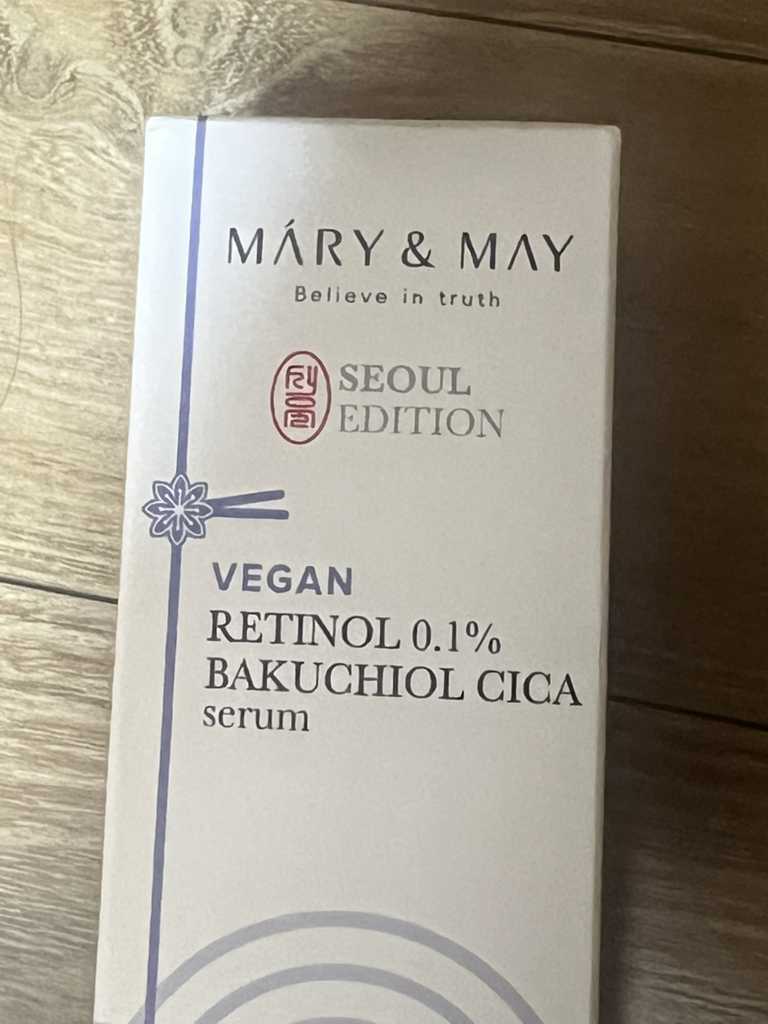 MÁRY & MAY
Believe in truth
SEOUL
EDITION
VEGAN
RETINOL 0.1%
BAKUCHIOL CICA
serum